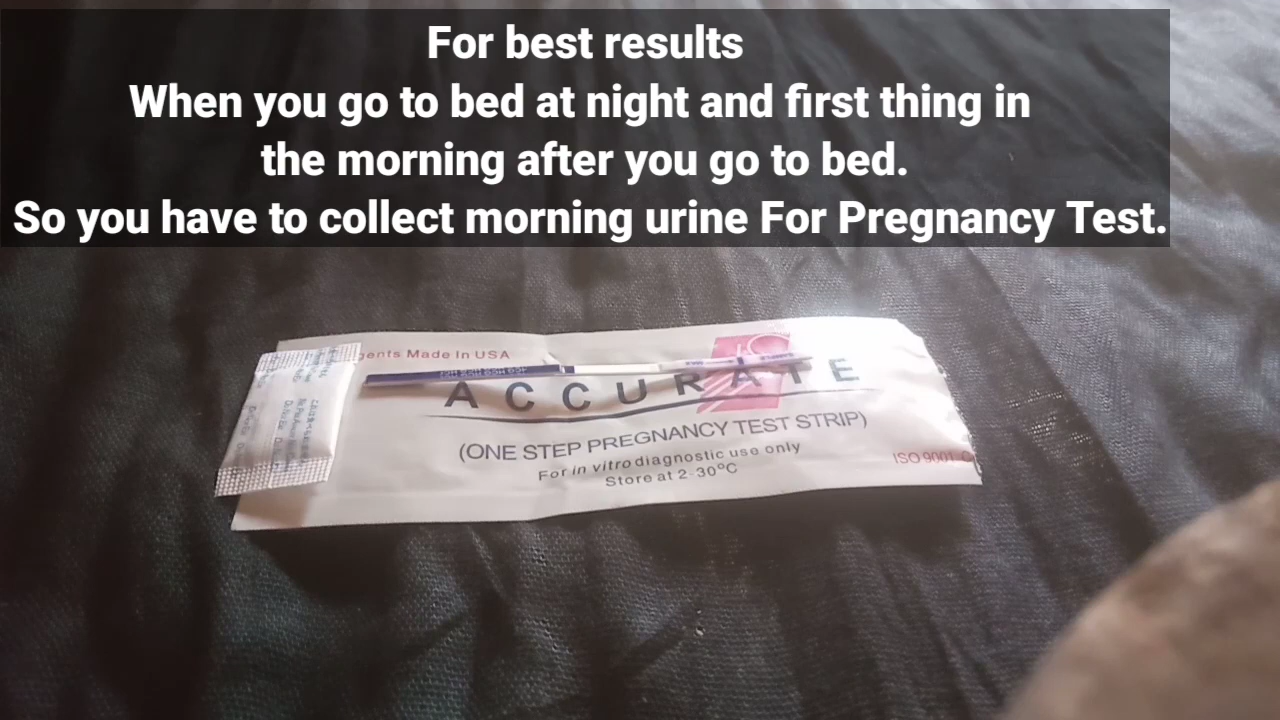 For best results
When you go to bed at night and first thing in
the morning after you go to bed.
So you have to collect morning urine For Pregnancy Test.
gents Made In USA
ACCURATE
(ONE STEP PREGNANCY TEST STRIP)
For in vitro diagnostic use only
Store at 2-30°C
ISO 9001